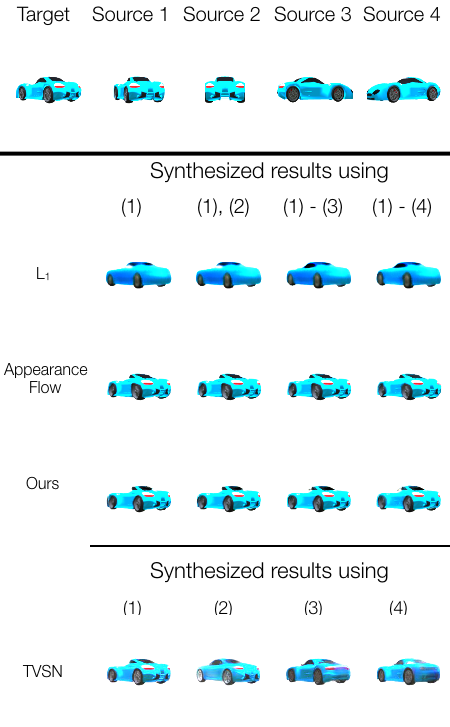 Target Source 1 Source 2 Source 3 Source 4
Synthesized results using
(1) (1), (2) (1) - (3) (1) - (4)
L₁
Appearance
Flow
Ours
Synthesized results using
(1) (2) (3) (4)
TVSN